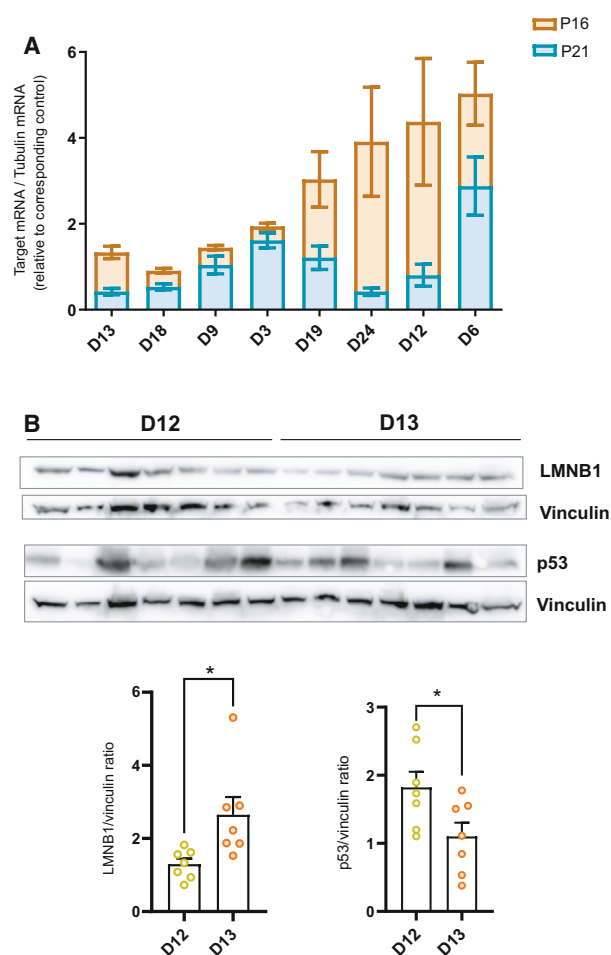 P16
P21
A
Target mRNA / Tubulin mRNA
(relative to corresponding control)
6
4
2
0
D13 D18 D9 D3 D19 D24 D12 D6
B
D12 D13
LMNB1
Vinculin
p53
Vinculin
LMNB1/vinculin ratio
6
4
2
0
*
D12 D13
p53/vinculin ratio
3
2
1
0
*
D12 D13